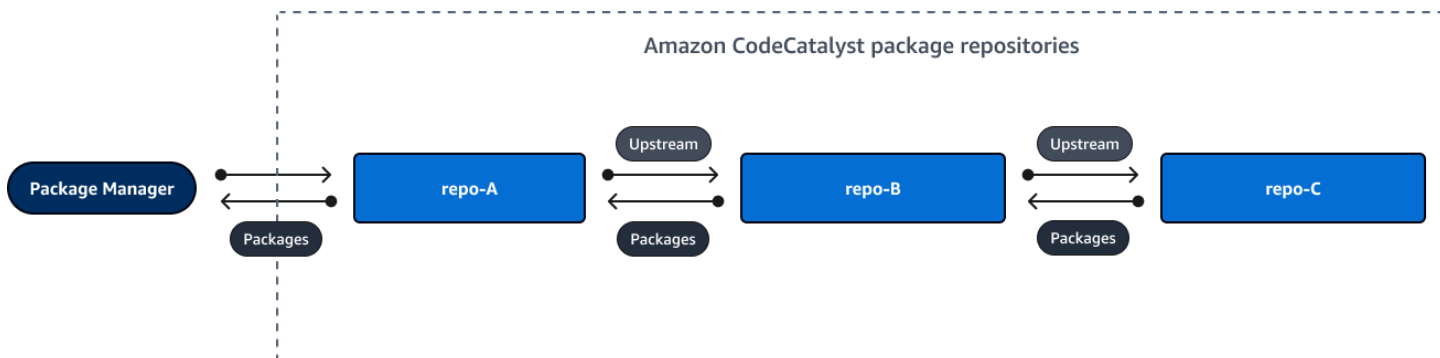 Amazon CodeCatalyst package repositories
Upstream
Upstream
Package Manager
repo-A
repo-B
repo-C
Packages
Packages
Packages